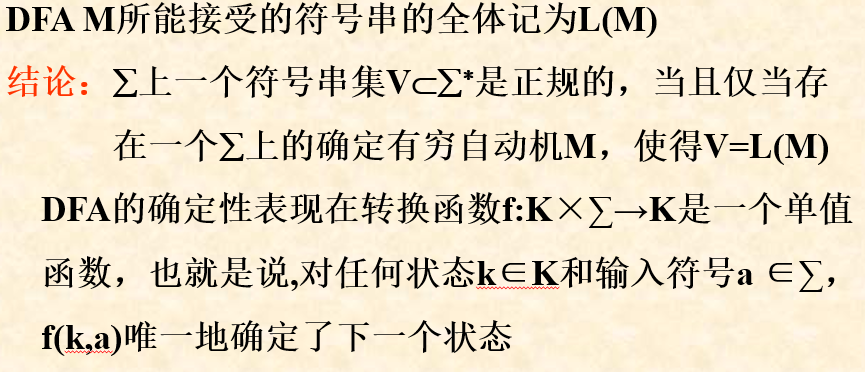 DFA M所能接受的符号串的全体记为L(M)
结论：∑上一个符号串集V⊂∑*是正规的，当且仅当存
在一个∑上的确定有穷自动机M，使得V=L(M)
DFA的确定性表现在转换函数f:K×∑→K是一个单值
函数，也就是说,对任何状态k∈K和输入符号a ∈∑，
f(k,a)唯一地确定了下一个状态